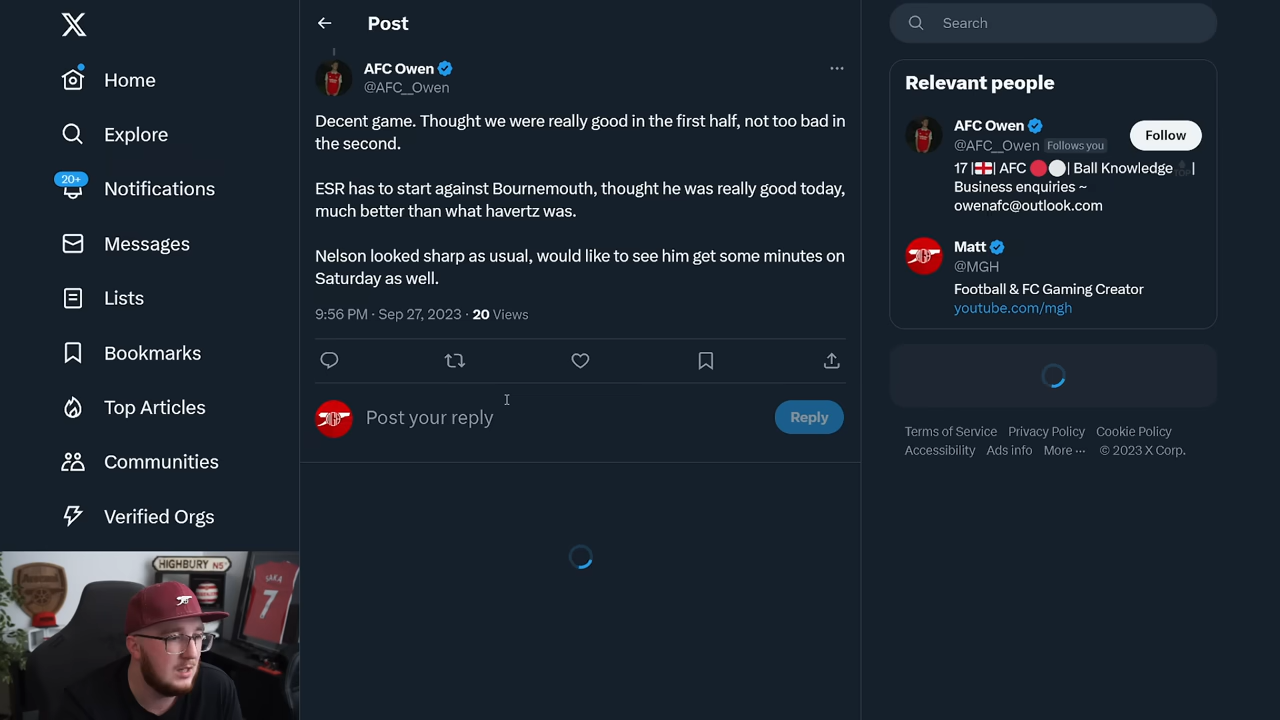 Home
Explore
20+
Notifications
Messages
Lists
Bookmarks
Top Articles
Communities
Verified Orgs
Post
AFC Owen
@AFC__Owen
Decent game. Thought we were really good in the first half, not too bad in
the second.
ESR has to start against Bournemouth, thought he was really good today,
much better than what havertz was.
Nelson looked sharp as usual, would like to see him get some minutes on
Saturday as well.
9:56 PM · Sep 27, 2023 · 20 Views
Post your reply
Reply
Search
Relevant people
AFC Owen
@AFC__Owen Follows you
Follow
17 |🏴󠁧󠁢󠁥󠁮󠁧󠁿| AFC 🔴⚪| Ball Knowledge 🔝 |
Business enquiries ~
owenafc@outlook.com
Matt
@MGH
Football & FC Gaming Creator
youtube.com/mgh
Terms of Service Privacy Policy Cookie Policy
Accessibility Ads info More ··· © 2023 X Corp.
HIGHBURY N5
SAKA
7